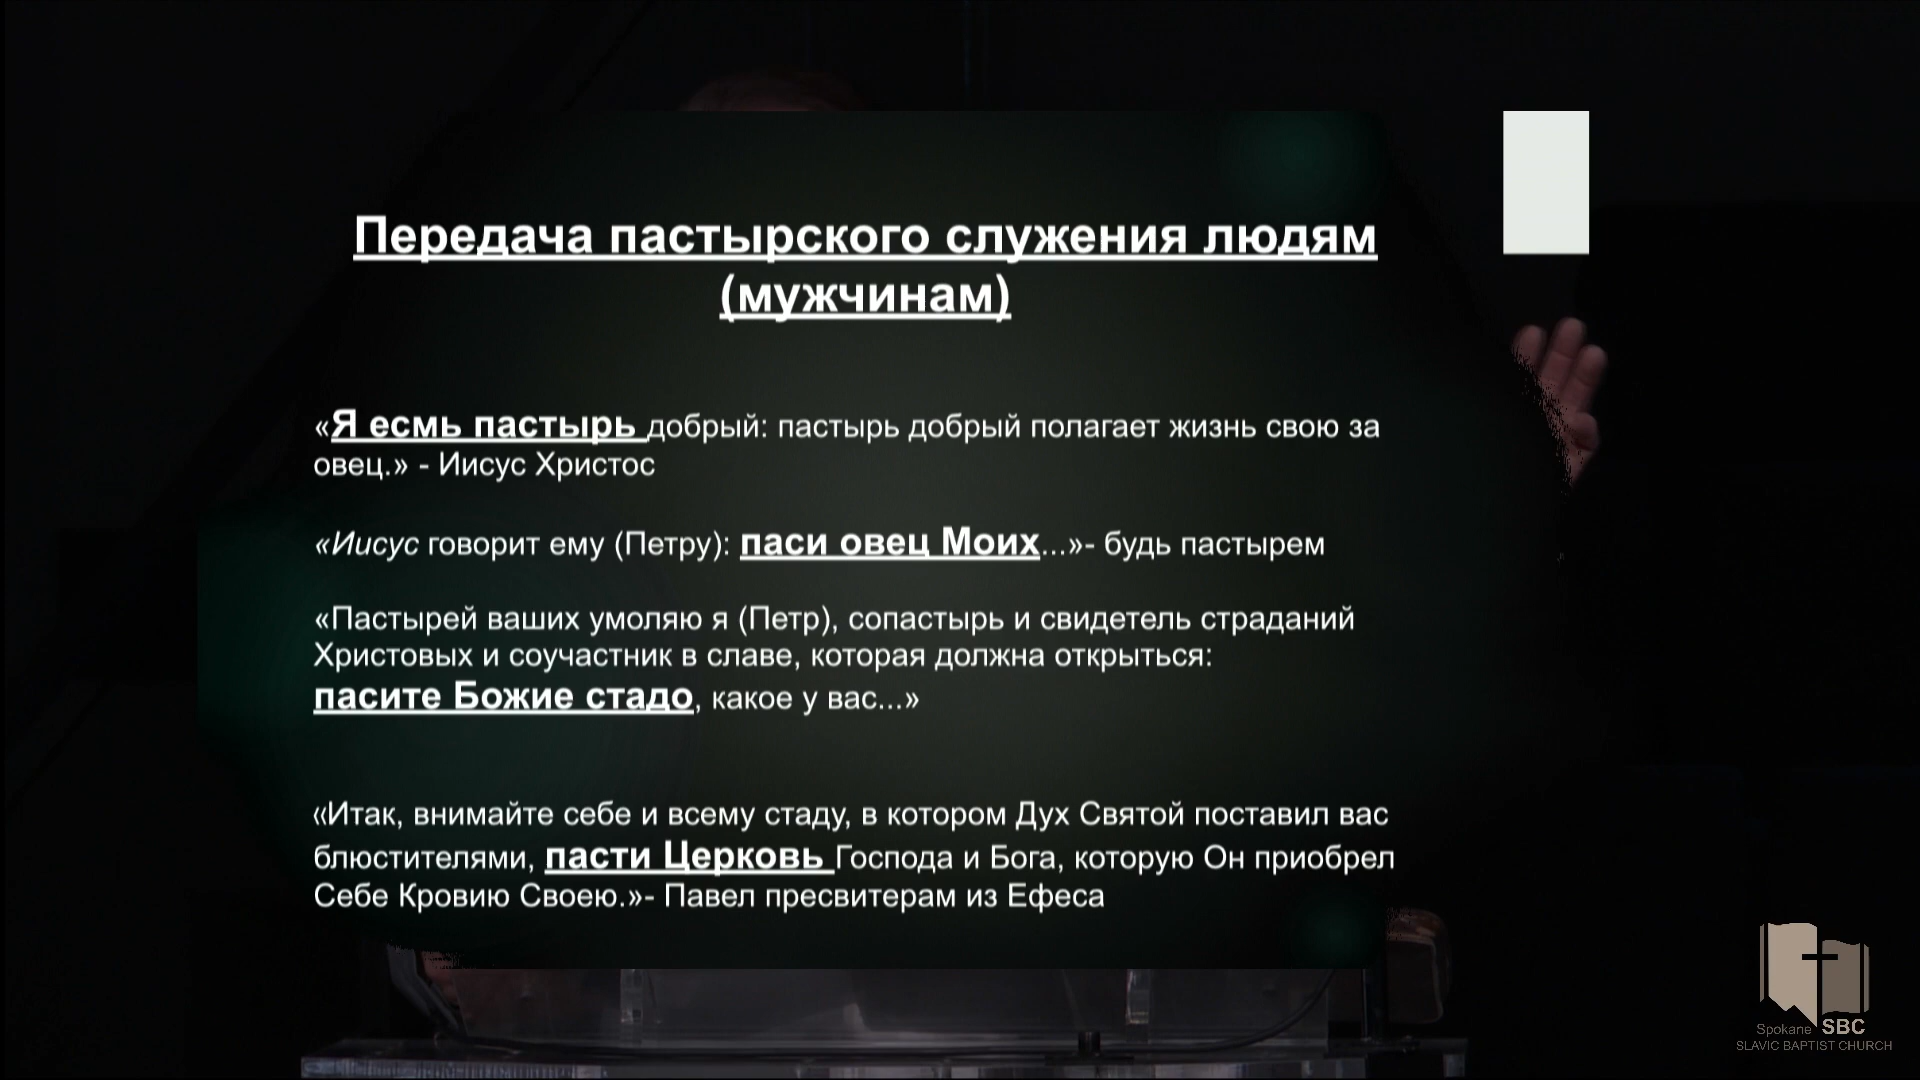 Передача пастырского служения людям
(мужчинам)
«Я есмь пастырь добрый: пастырь добрый полагает жизнь свою за
овец.» - Иисус Христос
«Иисус говорит ему (Петру): паси овец Моих...»- будь пастырем
«Пастырей ваших умоляю я (Петр), сопастырь и свидетель страданий
Христовых и соучастник в славе, которая должна открыться:
пасите Божие стадо, какое у вас...»
«Итак, внимайте себе и всему стаду, в котором Дух Святой поставил вас
блюстителями, пасти Церковь Господа и Бога, которую Он приобрел
Себе Кровию Своею.»- Павел пресвитерам из Ефеса
Spokane SBC
SLAVIC BAPTIST CHURCH